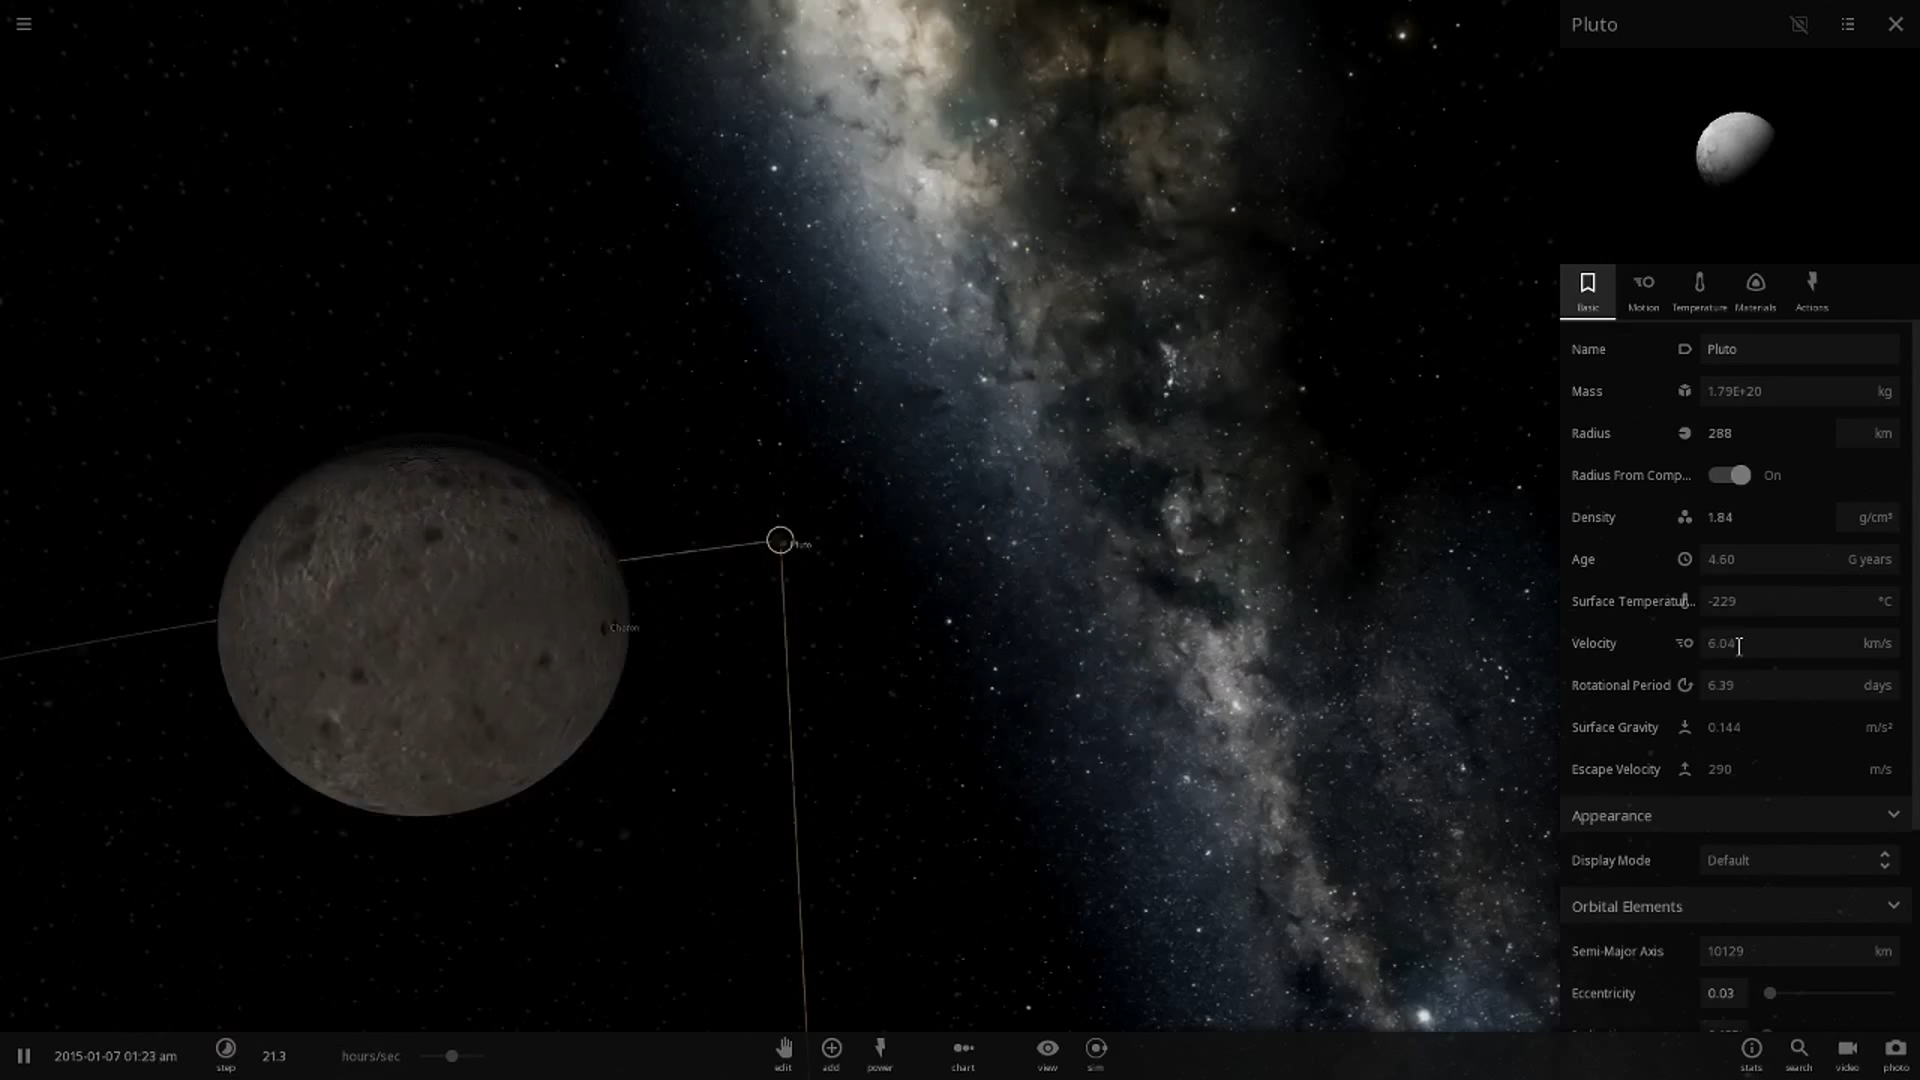 Pluto
Basic
Motion
Temperature
Materials
Actions
Name Pluto
Mass 1.79E+20 kg
Radius 288 km
Radius From Comp... On
Density 1.84 g/cm³
Age 4.60 G years
Surface Temperatur... -229 °C
Velocity 6.04 km/s
Rotational Period 6.39 days
Surface Gravity 0.144 m/s²
Escape Velocity 290 m/s
Appearance
Display Mode Default
Orbital Elements
Semi-Major Axis 10129 km
Eccentricity 0.03
Pluto
Charon
2015-01-07 01:23 am
step
21.3 hours/sec
edit
add
power
chart
view
sim
stats
search
video
photo